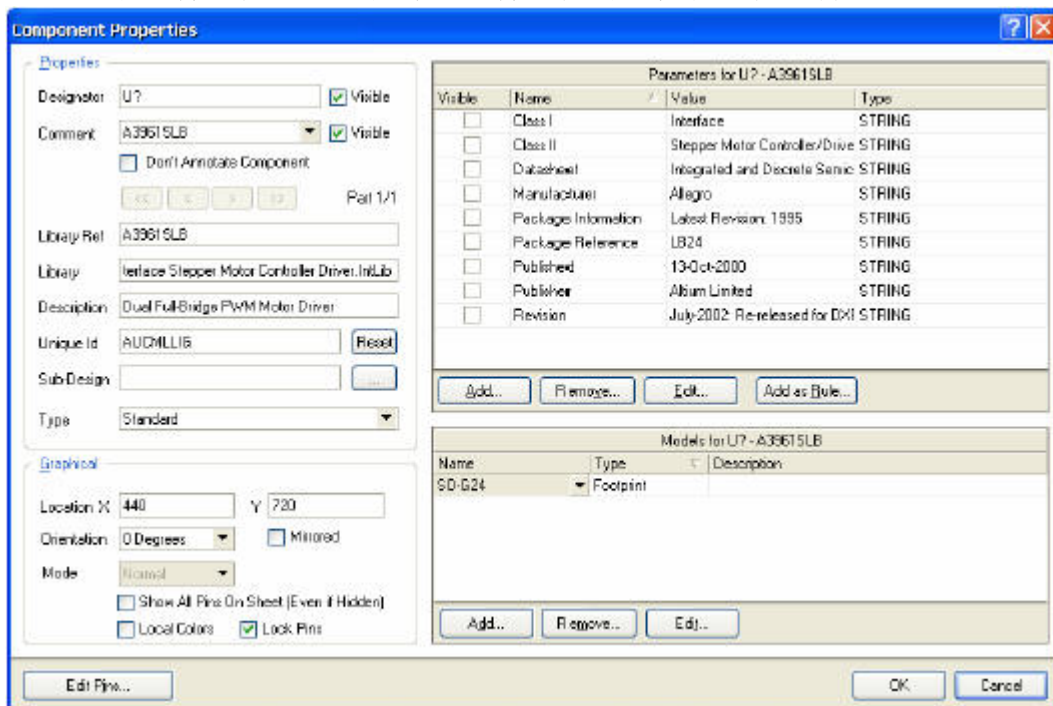 Component Properties
Properties
Designator U? Visible
Comment A3961SLB Visible
Don't Annotate Component
<< < > >> Part 1/1
Library Ref A3961SLB
Library terface Stepper Motor Controller Driver.IntLib
Description Dual Full-Bridge PWM Motor Driver
Unique Id Reset
Sub-Design ...
Type Standard
Graphical
Location X 440 Y 720
Orientation 0 Degrees Mirrored
Mode Normal
Show All Pins On Sheet (Even if Hidden)
Local Colors Lock Pins
Parameters for U? - A3961SLB
Visible Name Value Type
Class I Interface STRING
Class II Stepper Motor Controller/Drive STRING
Datasheet Integrated and Discrete Semic STRING
Manufacturer Allegro STRING
Package Information Latest Revision: 1995 STRING
Package Reference LB24 STRING
Published 13-Oct-2000 STRING
Publisher Altium Limited STRING
Revision July-2002: Re-released for DXP STRING
Add... Remove... Edit... Add as Rule...
Models for U? - A3961SLB
Name Type Description
SO-G24 Footprint
Add... Remove... Edit...
Edit Pins... OK Cancel